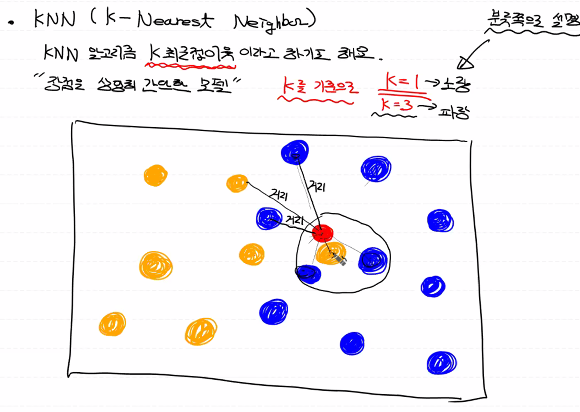 • KNN (K-Nearest Neighbor)
분류쪽으로 설명
KNN 알고리즘 K 최근접이웃 이라고 하기도 해요.
"장점은 상당히 간단한 모델"
K를 기준으로
K=1 → 노랑
K=3 → 파랑
거리
거리
거리